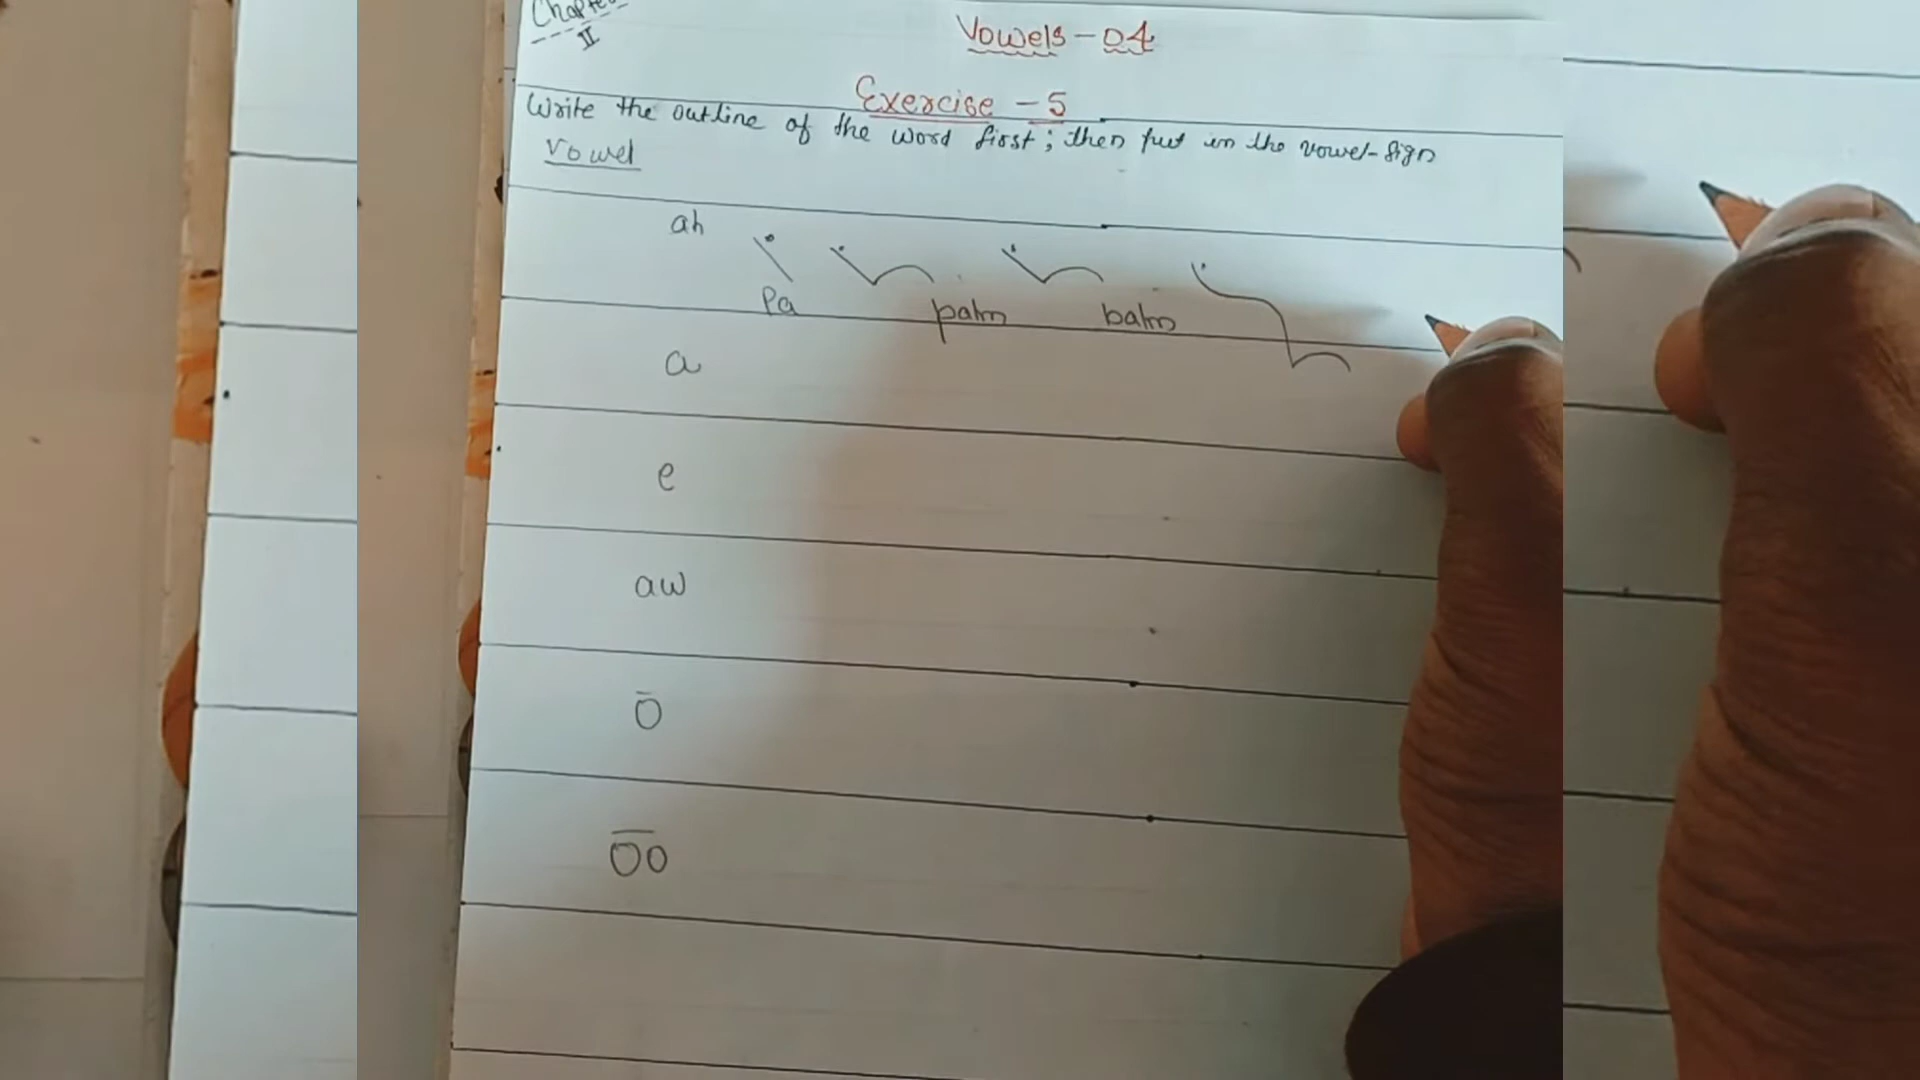 Chapter
II
Vowels - 04
Exercise - 5
Write the outline of the word first; then put in the vowel-sign
Vowel
ah
Pa palm balm
a
e
aw
ō
ōō